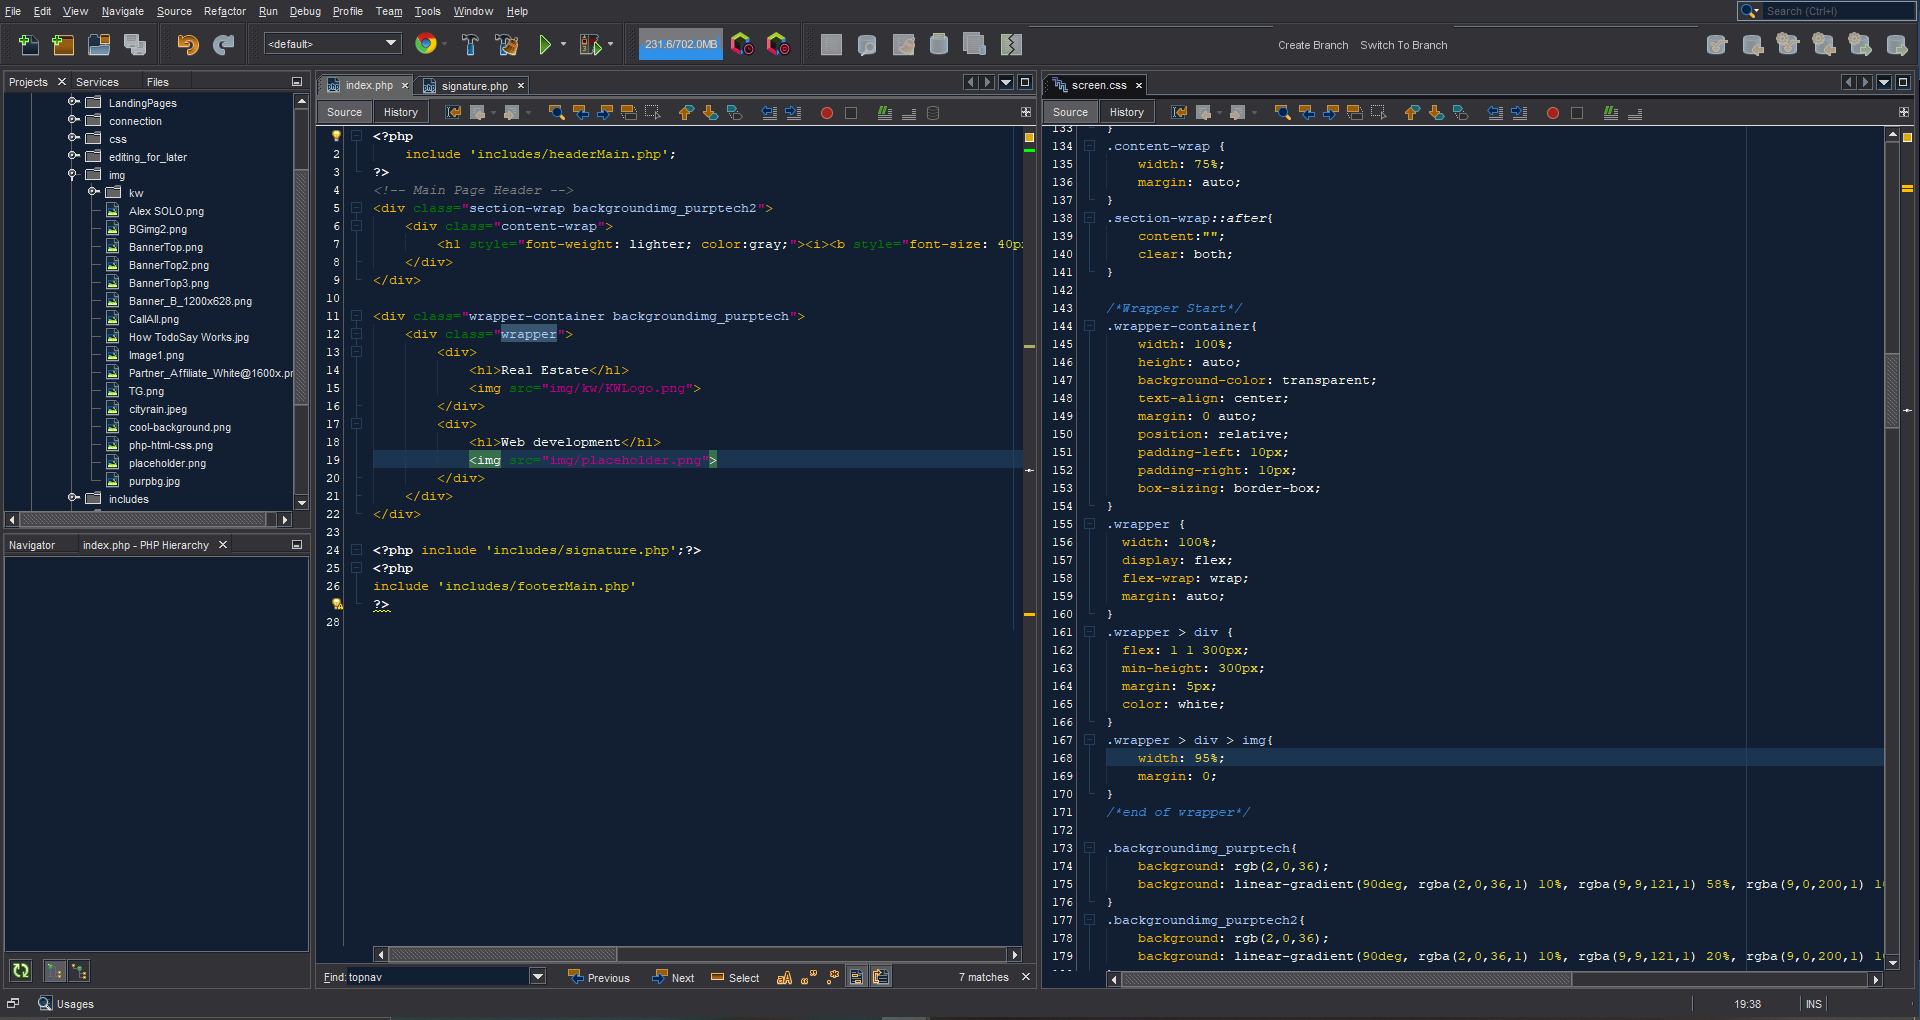 File Edit View Navigate Source Refactor Run Debug Profile Team Tools Window Help
Search (Ctrl+I)
<default>
231.6/702.0MB
Create Branch Switch To Branch
Projects Services Files
LandingPages
connection
css
editing_for_later
img
kw
Alex SOLO.png
BGimg2.png
BannerTop.png
BannerTop2.png
BannerTop3.png
Banner_B_1200x628.png
CallAll.png
How TodoSay Works.jpg
Image1.png
Partner_Affiliate_White@1600x.pr
TG.png
cityrain.jpeg
cool-background.png
php-html-css.png
placeholder.png
purpbg.jpg
includes
Navigator index.php - PHP Hierarchy
index.php signature.php
Source History
<?php
2 include 'includes/headerMain.php';
3 ?>
4 <!-- Main Page Header -->
5 <div class="section-wrap backgroundimg_purptech2">
6 <div class="content-wrap">
7 <h1 style="font-weight: lighter; color:gray;"><i><b style="font-size: 40p
8 </div>
9 </div>
10
11 <div class="wrapper-container backgroundimg_purptech">
12 <div class="wrapper">
13 <div>
14 <h1>Real Estate</h1>
15 <img src="img/kw/KWLogo.png">
16 </div>
17 <div>
18 <h1>Web development</h1>
19 <img src="img/placeholder.png">
20 </div>
21 </div>
22 </div>
23
24 <?php include 'includes/signature.php';?>
25 <?php
26 include 'includes/footerMain.php'
?>
28
Find: topnav Previous Next Select 7 matches
screen.css
Source History
133 }
134 .content-wrap {
135 width: 75%;
136 margin: auto;
137 }
138 .section-wrap::after{
139 content:"";
140 clear: both;
141 }
142
143 /*Wrapper Start*/
144 .wrapper-container{
145 width: 100%;
146 height: auto;
147 background-color: transparent;
148 text-align: center;
149 margin: 0 auto;
150 position: relative;
151 padding-left: 10px;
152 padding-right: 10px;
153 box-sizing: border-box;
154 }
155 .wrapper {
156 width: 100%;
157 display: flex;
158 flex-wrap: wrap;
159 margin: auto;
160 }
161 .wrapper > div {
162 flex: 1 1 300px;
163 min-height: 300px;
164 margin: 5px;
165 color: white;
166 }
167 .wrapper > div > img{
168 width: 95%;
169 margin: 0;
170 }
171 /*end of wrapper*/
172
173 .backgroundimg_purptech{
174 background: rgb(2,0,36);
175 background: linear-gradient(90deg, rgba(2,0,36,1) 10%, rgba(9,9,121,1) 58%, rgba(9,0,200,1) 1
176 }
177 .backgroundimg_purptech2{
178 background: rgb(2,0,36);
179 background: linear-gradient(90deg, rgba(2,0,36,1) 10%, rgba(9,9,121,1) 20%, rgba(9,0,200,1) 1
Usages
19:38 INS